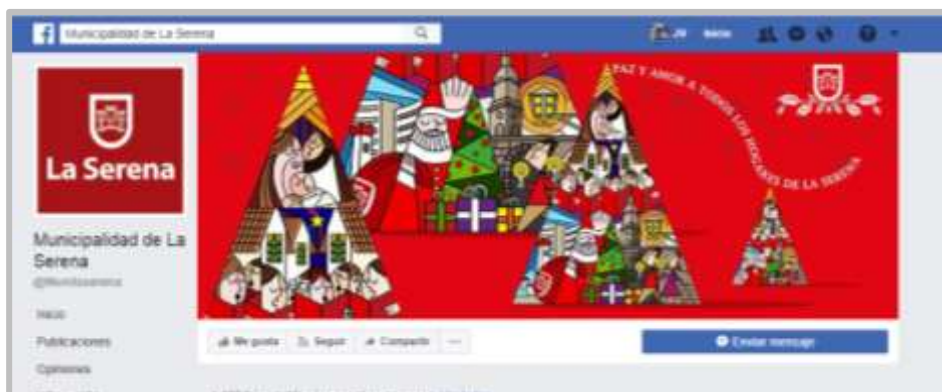 Municipalidad de La Serena
Inicio
La Serena
PAZ Y AMOR A TODOS LOS HOGARES DE LA SERENA
Municipalidad de La
Serena
Inicio
Publicaciones
Opiniones
Me gusta
Seguir
Compartir
Enviar mensaje